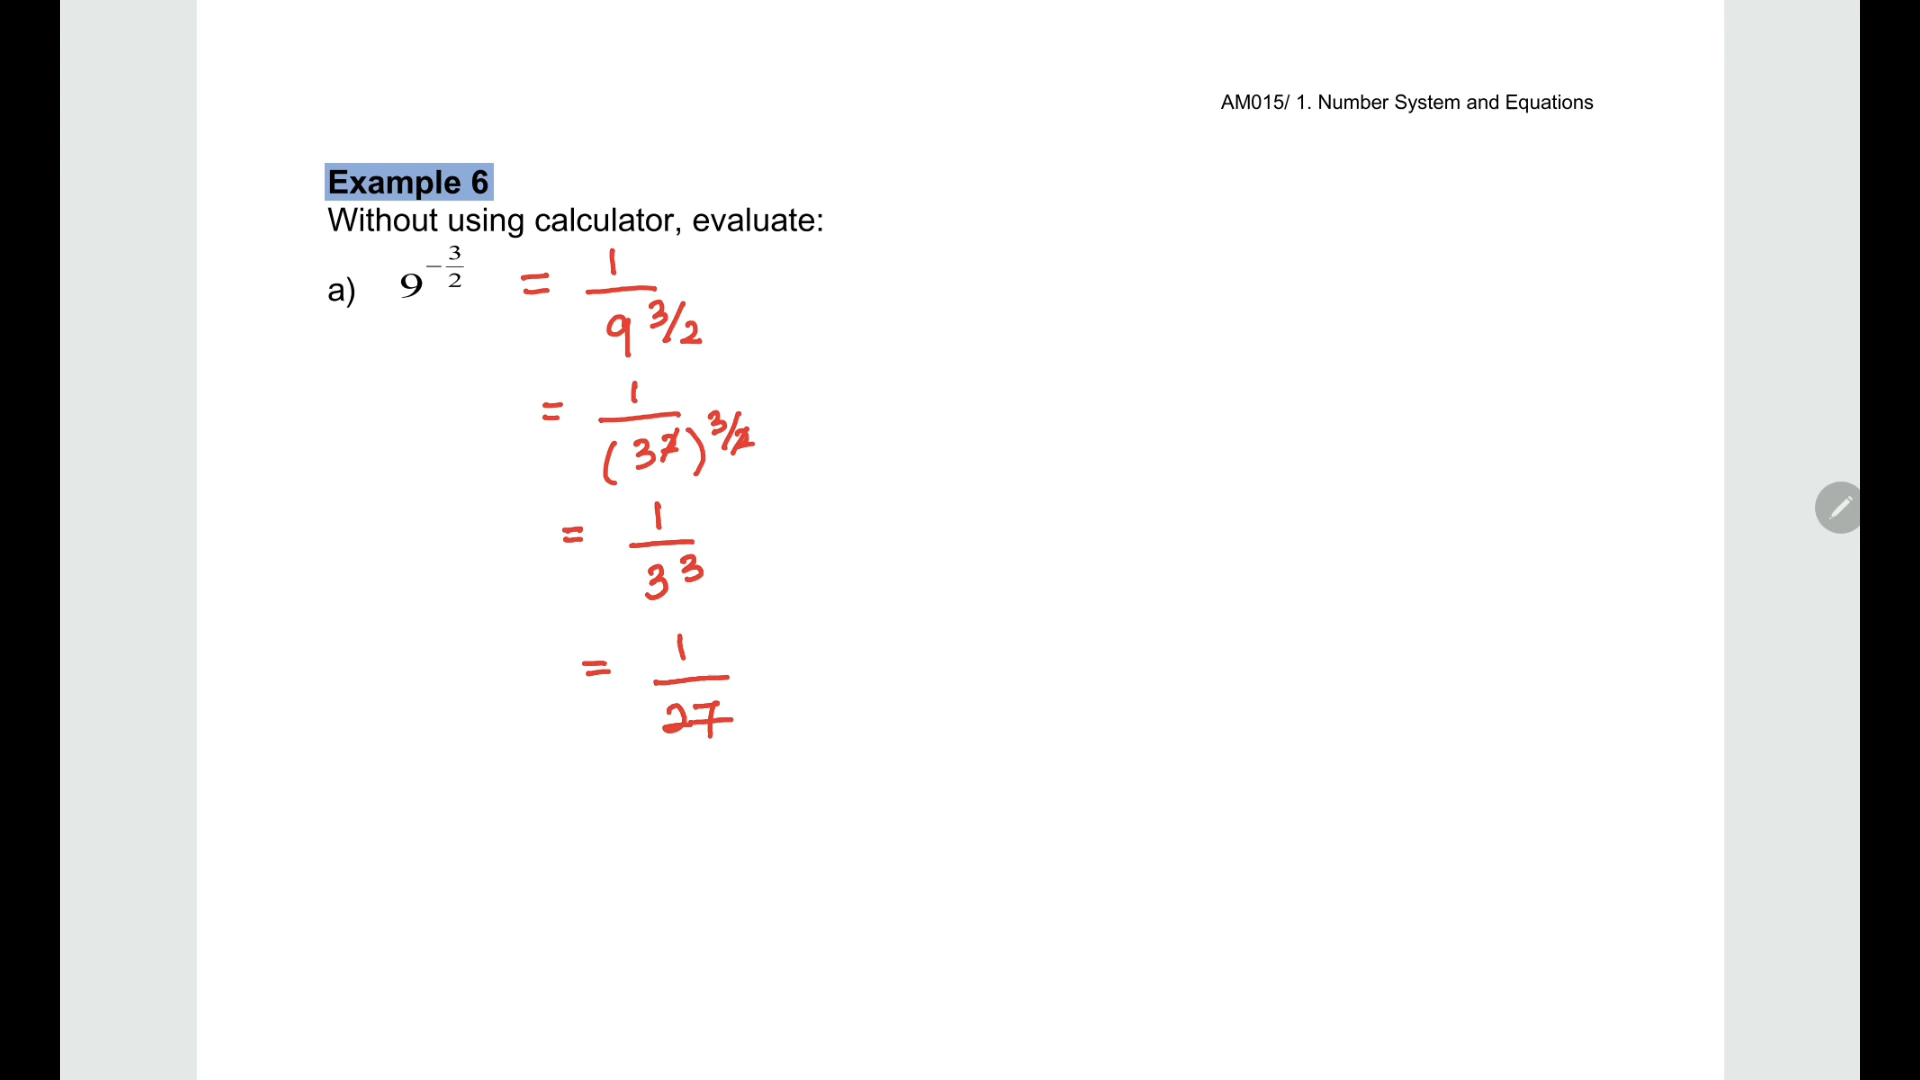 AM015/ 1. Number System and Equations
Example 6
Without using calculator, evaluate:
a) 9^(-3/2) = 1/9^(3/2)
= 1/(3^2)^(3/2)
= 1/3^3
= 1/27